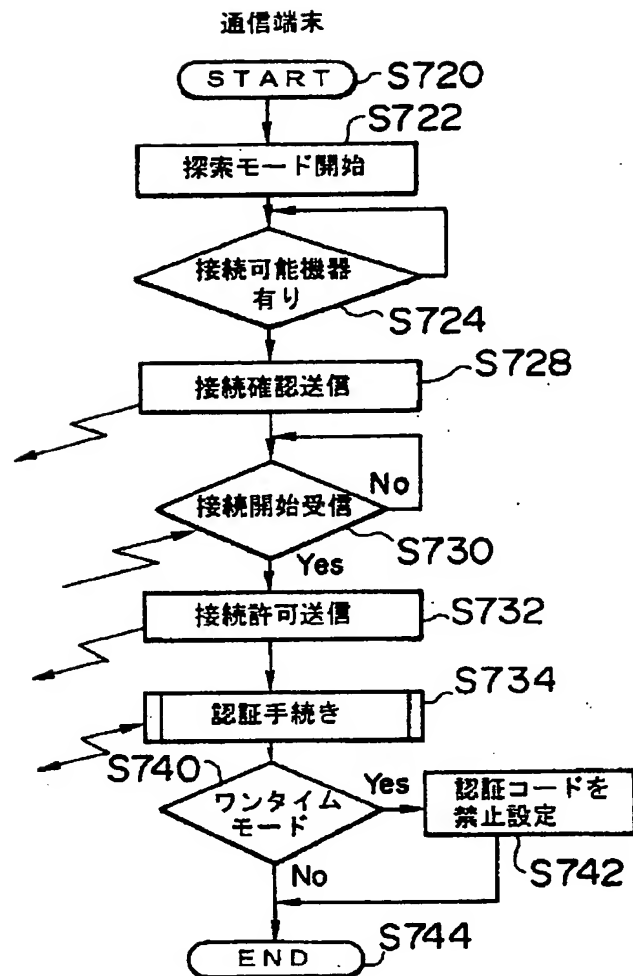 通信端末
START
S720
S722
探索モード開始
接続可能機器
有り
S724
S728
接続確認送信
接続開始受信
No
S730
Yes
接続許可送信
S732
S734
認証手続き
S740
ワンタイム
モード
Yes
認証コードを
禁止設定
S742
No
END
S744